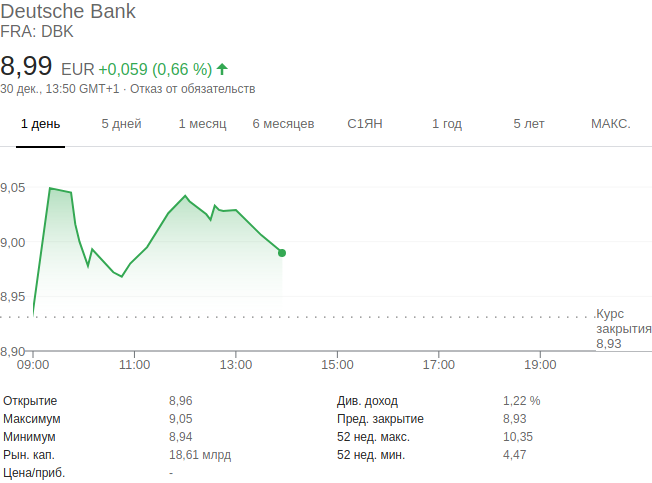 Deutsche Bank
FRA: DBK
8,99 EUR +0,059 (0,66 %)
30 дек., 13:50 GMT+1 · Отказ от обязательств
1 день 5 дней 1 месяц 6 месяцев С1ЯН 1 год 5 лет МАКС.
9,05
9,00
8,95
Курс
закрытия
8,93
8,90
09:00 11:00 13:00 15:00 17:00 19:00
Открытие 8,96 Див. доход 1,22 %
Максимум 9,05 Пред. закрытие 8,93
Минимум 8,94 52 нед. макс. 10,35
Рын. кап. 18,61 млрд 52 нед. мин. 4,47
Цена/приб. -